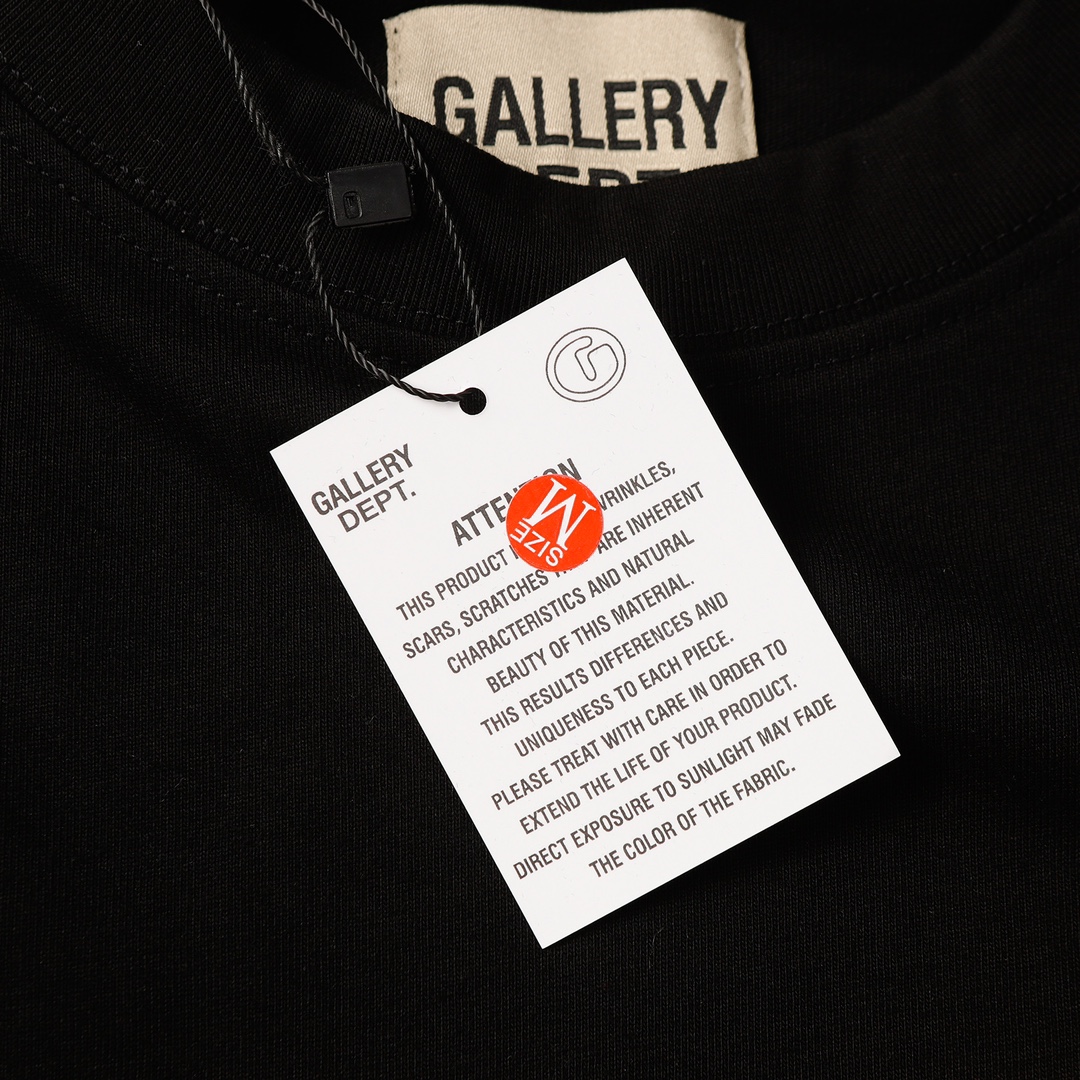 GALLERY
GALLERY
DEPT.
SIZE
M
THIS PRODUCT
SCARS, SCRATCHES ARE INHERENT
CHARACTERISTICS AND NATURAL
BEAUTY OF THIS MATERIAL.
THIS RESULTS DIFFERENCES AND
UNIQUENESS TO EACH PIECE.
PLEASE TREAT WITH CARE IN ORDER TO
EXTEND THE LIFE OF YOUR PRODUCT.
DIRECT EXPOSURE TO SUNLIGHT MAY FADE
THE COLOR OF THE FABRIC.